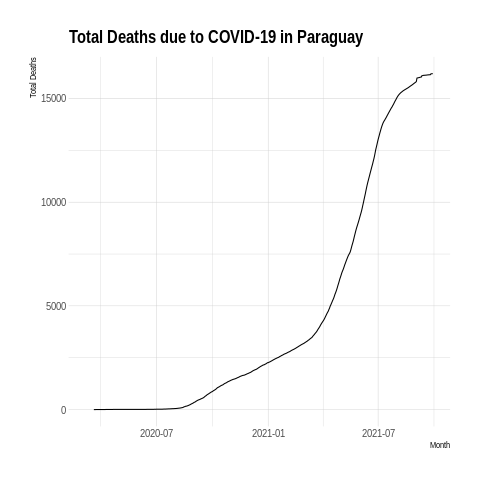 Total Deaths due to COVID-19 in Paraguay
Total Deaths
15000
10000
5000
0
2020-07 2021-01 2021-07
Month